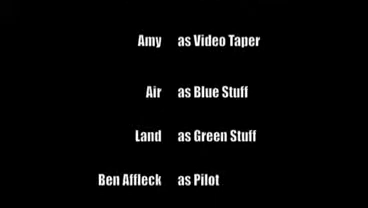 Amy as Video Taper
Air as Blue Stuff
Land as Green Stuff
Ben Affleck as Pilot